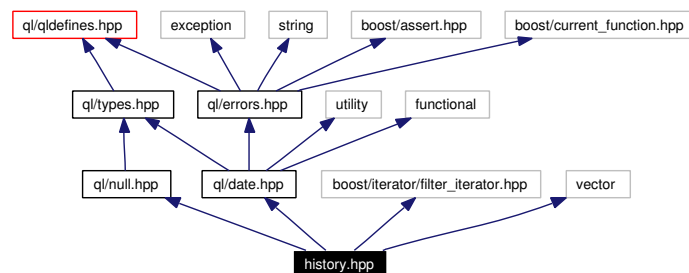 ql/qldefines.hpp
exception
string
boost/assert.hpp
boost/current_function.hpp
ql/types.hpp
ql/errors.hpp
utility
functional
ql/null.hpp
ql/date.hpp
boost/iterator/filter_iterator.hpp
vector
history.hpp